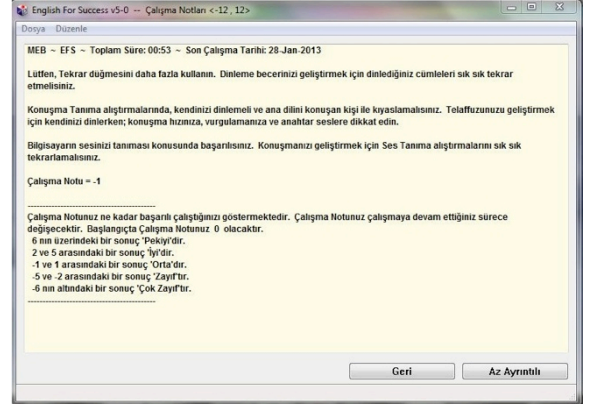 English For Success v5-0 -- Çalışma Notları <-12 , 12>
Dosya Düzenle
MEB ~ EFS ~ Toplam Süre: 00:53 ~ Son Çalışma Tarihi: 28-Jan-2013
Lütfen, Tekrar düğmesini daha fazla kullanın. Dinleme becerinizi geliştirmek için dinlediğiniz cümleleri sık sık tekrar
etmelisiniz.
Konuşma Tanıma alıştırmalarında, kendinizi dinlemeli ve ana dilini konuşan kişi ile kıyaslamalısınız. Telaffuzunuzu geliştirmek
için kendinizi dinlerken; konuşma hızınıza, vurgulamanıza ve anahtar seslere dikkat edin.
Bilgisayarın sesinizi tanıması konusunda başarılısınız. Konuşmanızı geliştirmek için Ses Tanıma alıştırmalarını sık sık
tekrarlamalısınız.
Çalışma Notu = -1
--------------------------------------------
Çalışma Notunuz ne kadar başarılı çalıştığınızı göstermektedir. Çalışma Notunuz çalışmaya devam ettiğiniz sürece
değişecektir. Başlangıçta Çalışma Notunuz 0 olacaktır.
6 nın üzerindeki bir sonuç 'Pekiyi'dir.
2 ve 5 arasındaki bir sonuç 'İyi'dir.
-1 ve 1 arasındaki bir sonuç 'Orta'dır.
-5 ve -2 arasındaki bir sonuç 'Zayıf'tır.
-6 nın altındaki bir sonuç 'Çok Zayıf'tır.
--------------------------------------------
Geri Az Ayrıntılı